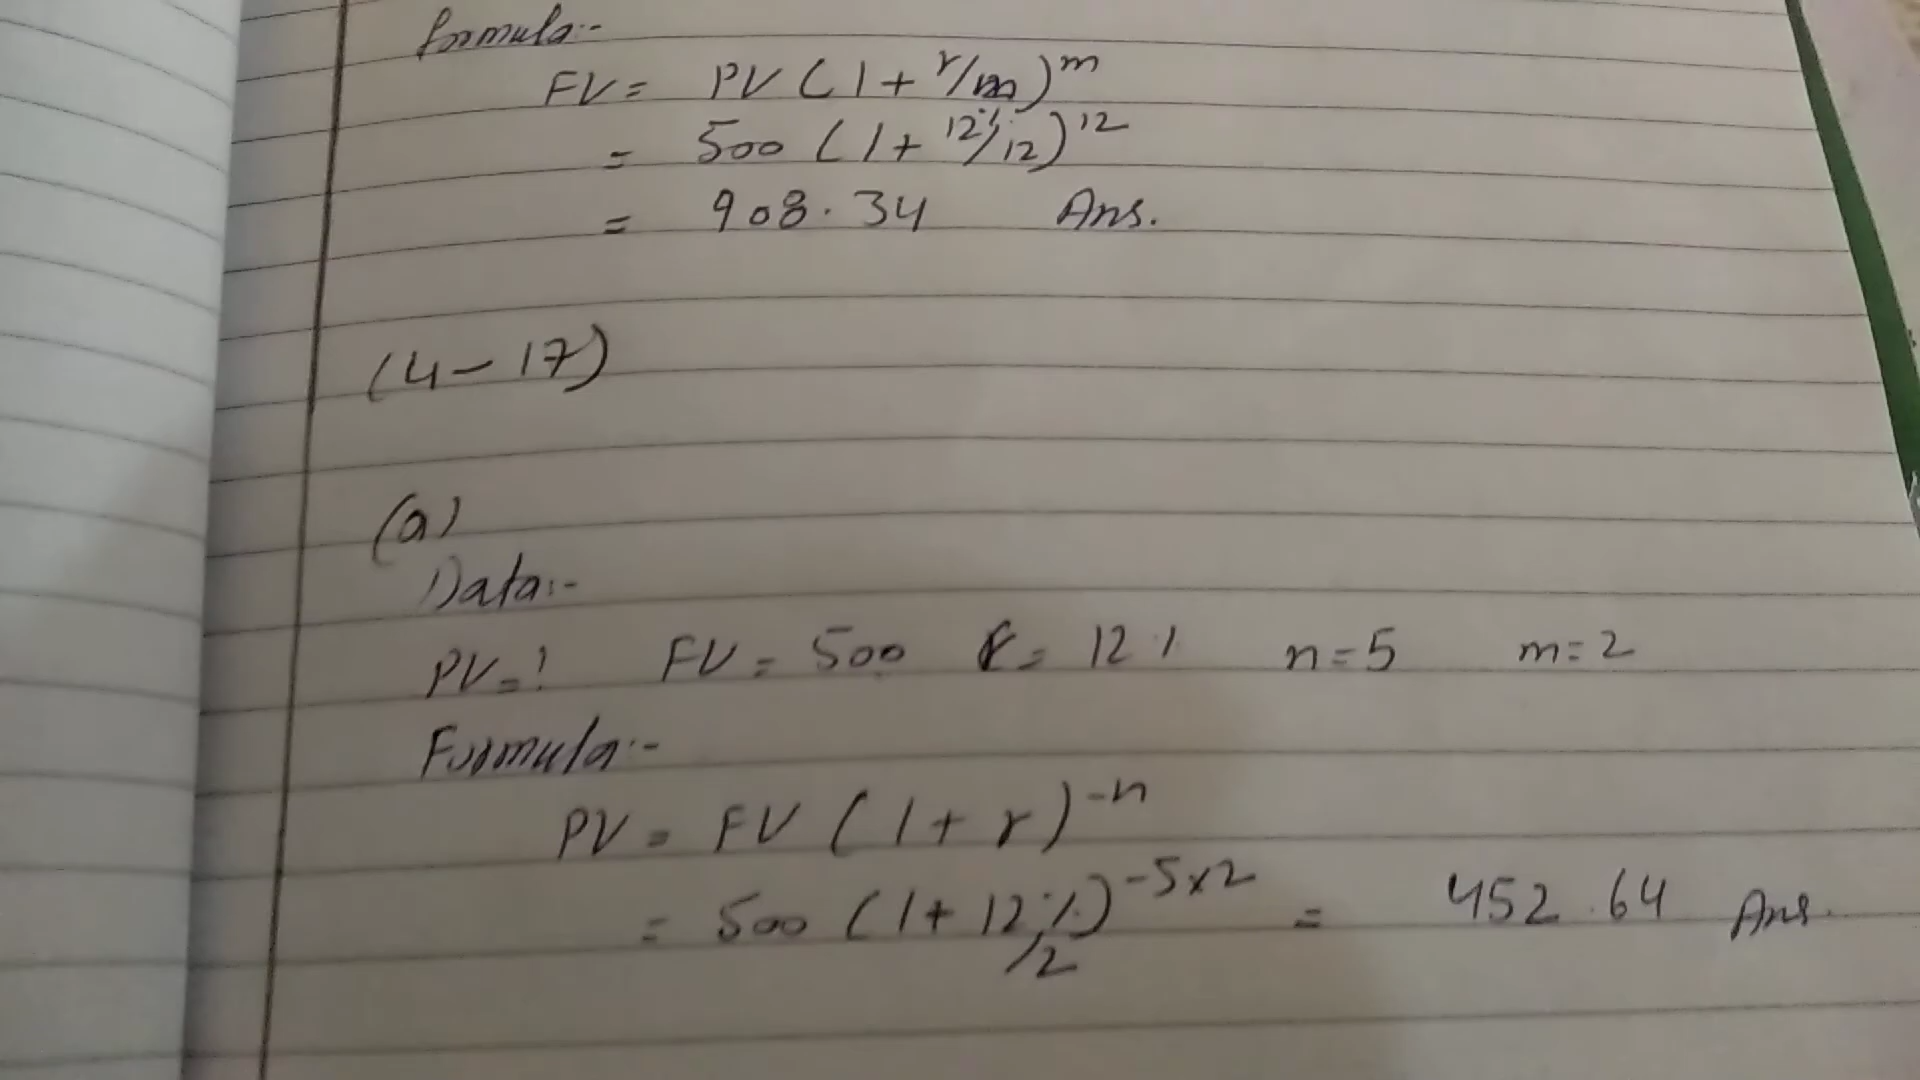 Formula:-
FV = PV (1 + r/m)^m
= 500 (1 + 12%/12)^12
= 908.34 Ans.
(4-17)
(a)
Data:-
PV = ? FV = 500 r = 12% n = 5 m = 2
Formula:-
PV = FV (1 + r)^-n
= 500 (1 + 12%/2)^-5x2 = 452.64 Ans.